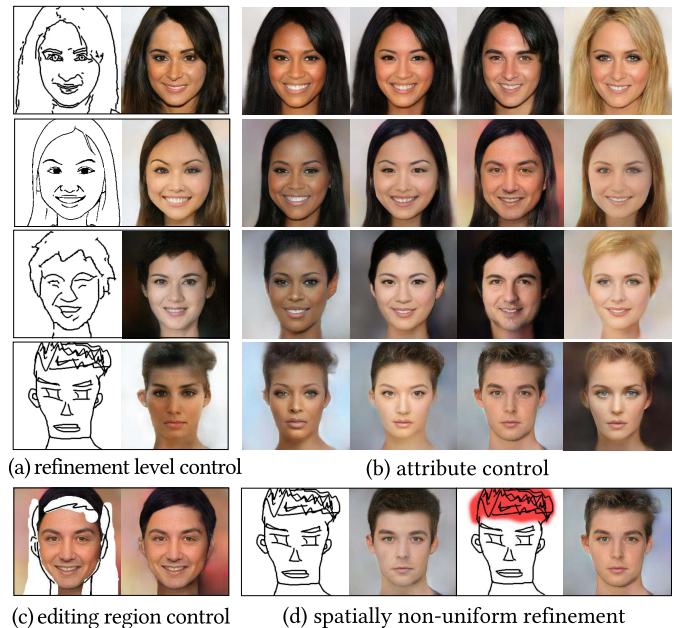 (a) refinement level control
(b) attribute control
(c) editing region control
(d) spatially non-uniform refinement